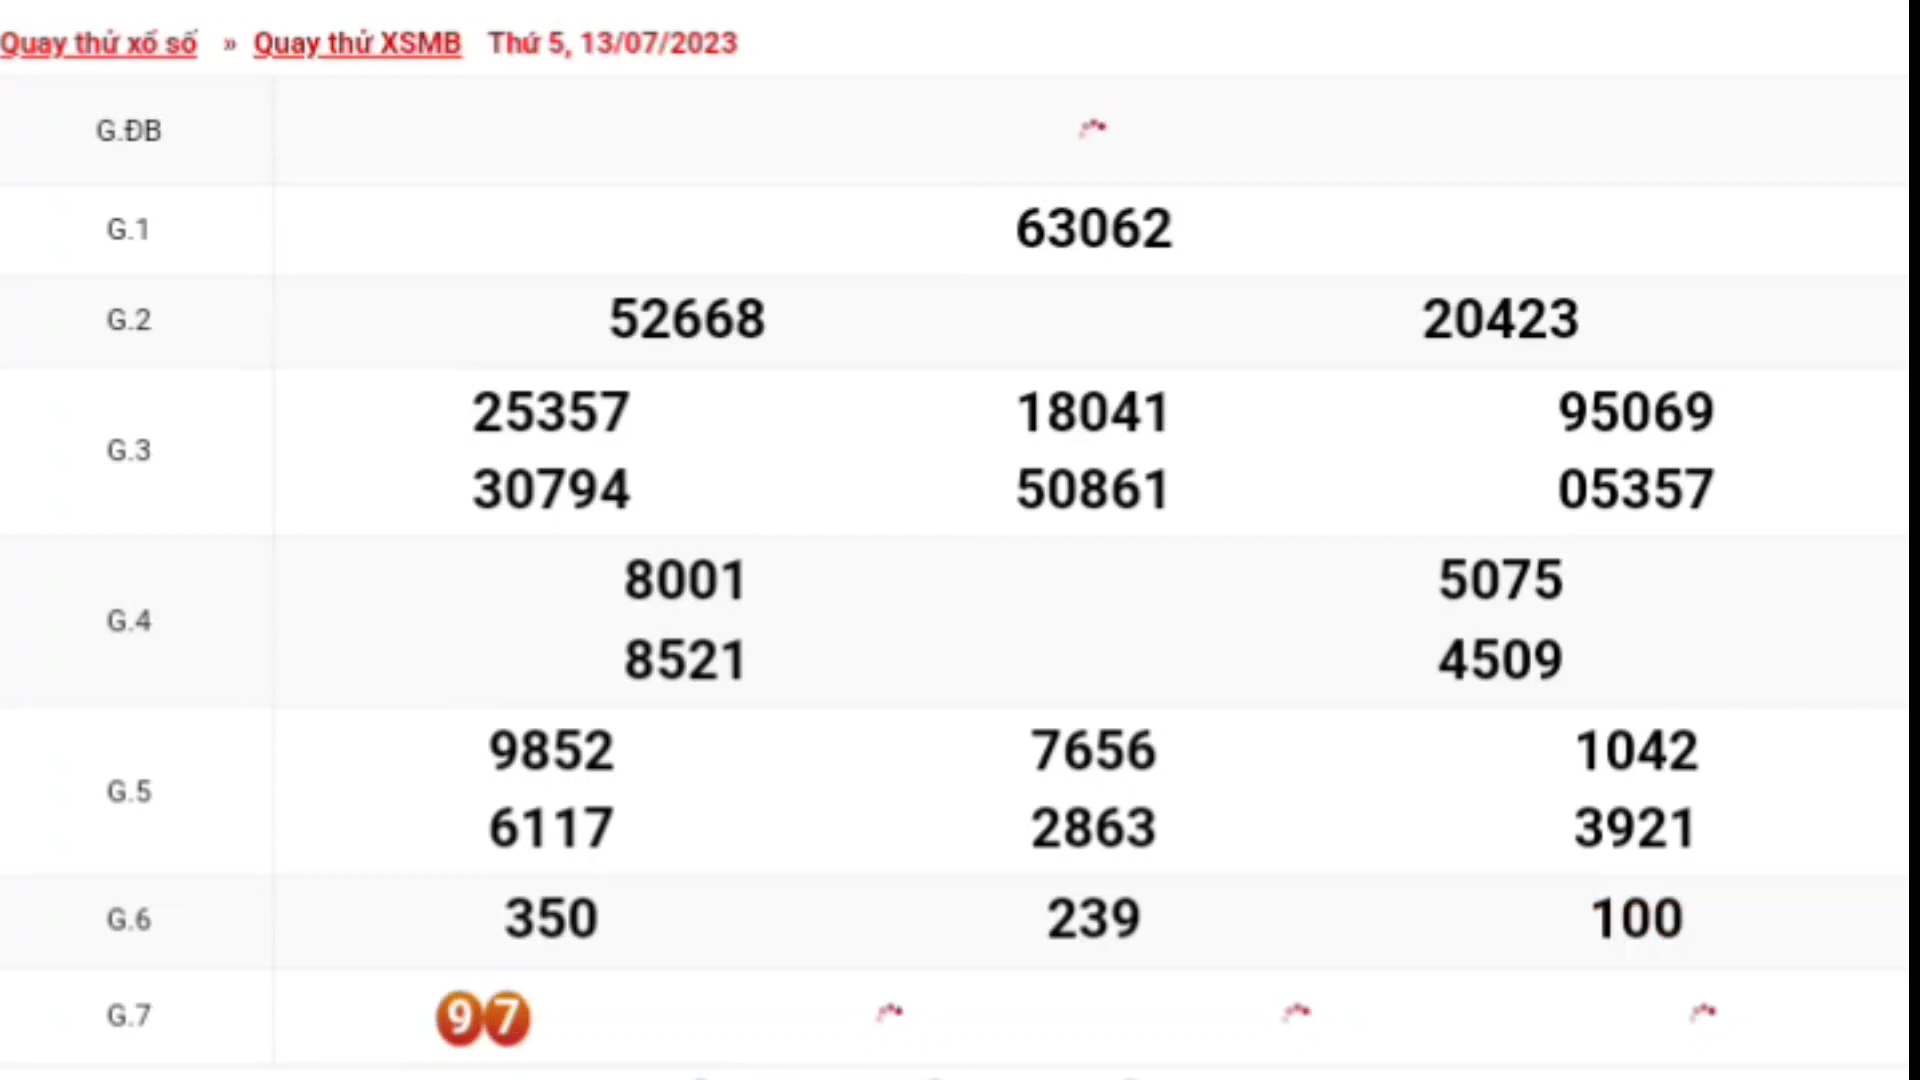 Quay thử xổ số » Quay thử XSMB Thứ 5, 13/07/2023
G.ĐB
G.1 63062
G.2 52668 20423
G.3 25357 18041 95069
30794 50861 05357
G.4 8001 5075
8521 4509
G.5 9852 7656 1042
6117 2863 3921
G.6 350 239 100
G.7 97